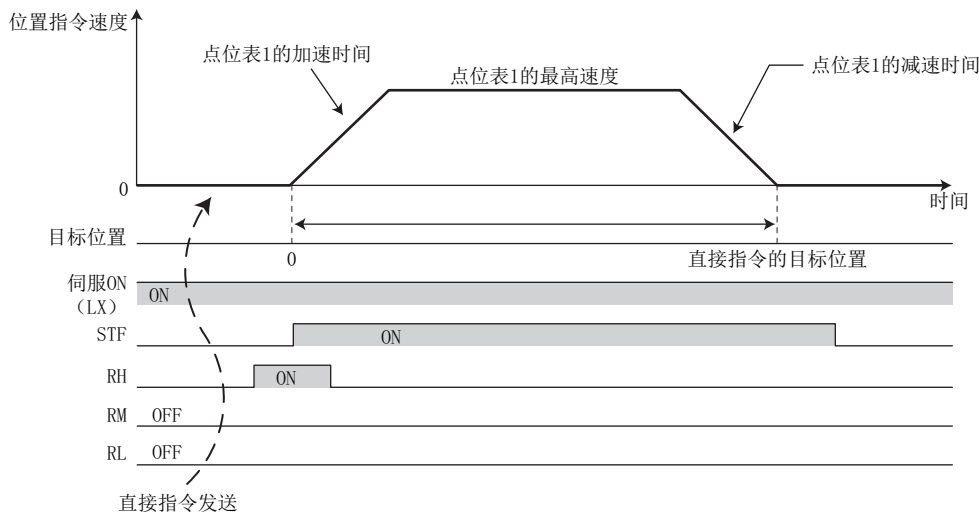 位置指令速度
点位表1的加速时间
点位表1的最高速度
点位表1的减速时间
0
时间
目标位置
0
直接指令的目标位置
伺服ON
（LX）
ON
STF
ON
RH
ON
RM
OFF
RL
OFF
直接指令发送